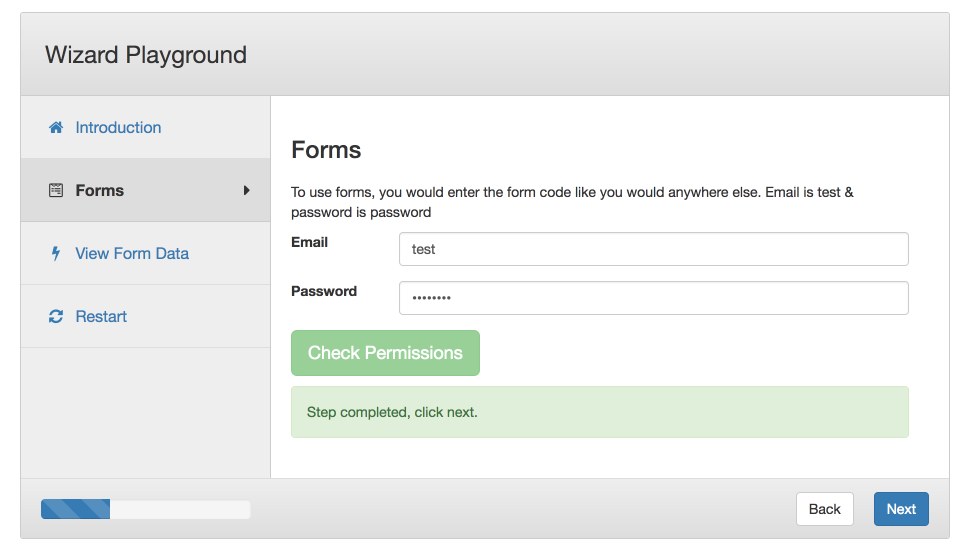 Wizard Playground
Introduction
Forms
View Form Data
Restart
Forms
To use forms, you would enter the form code like you would anywhere else. Email is test &
password is password
Email
test
Password
••••••••
Check Permissions
Step completed, click next.
Back
Next